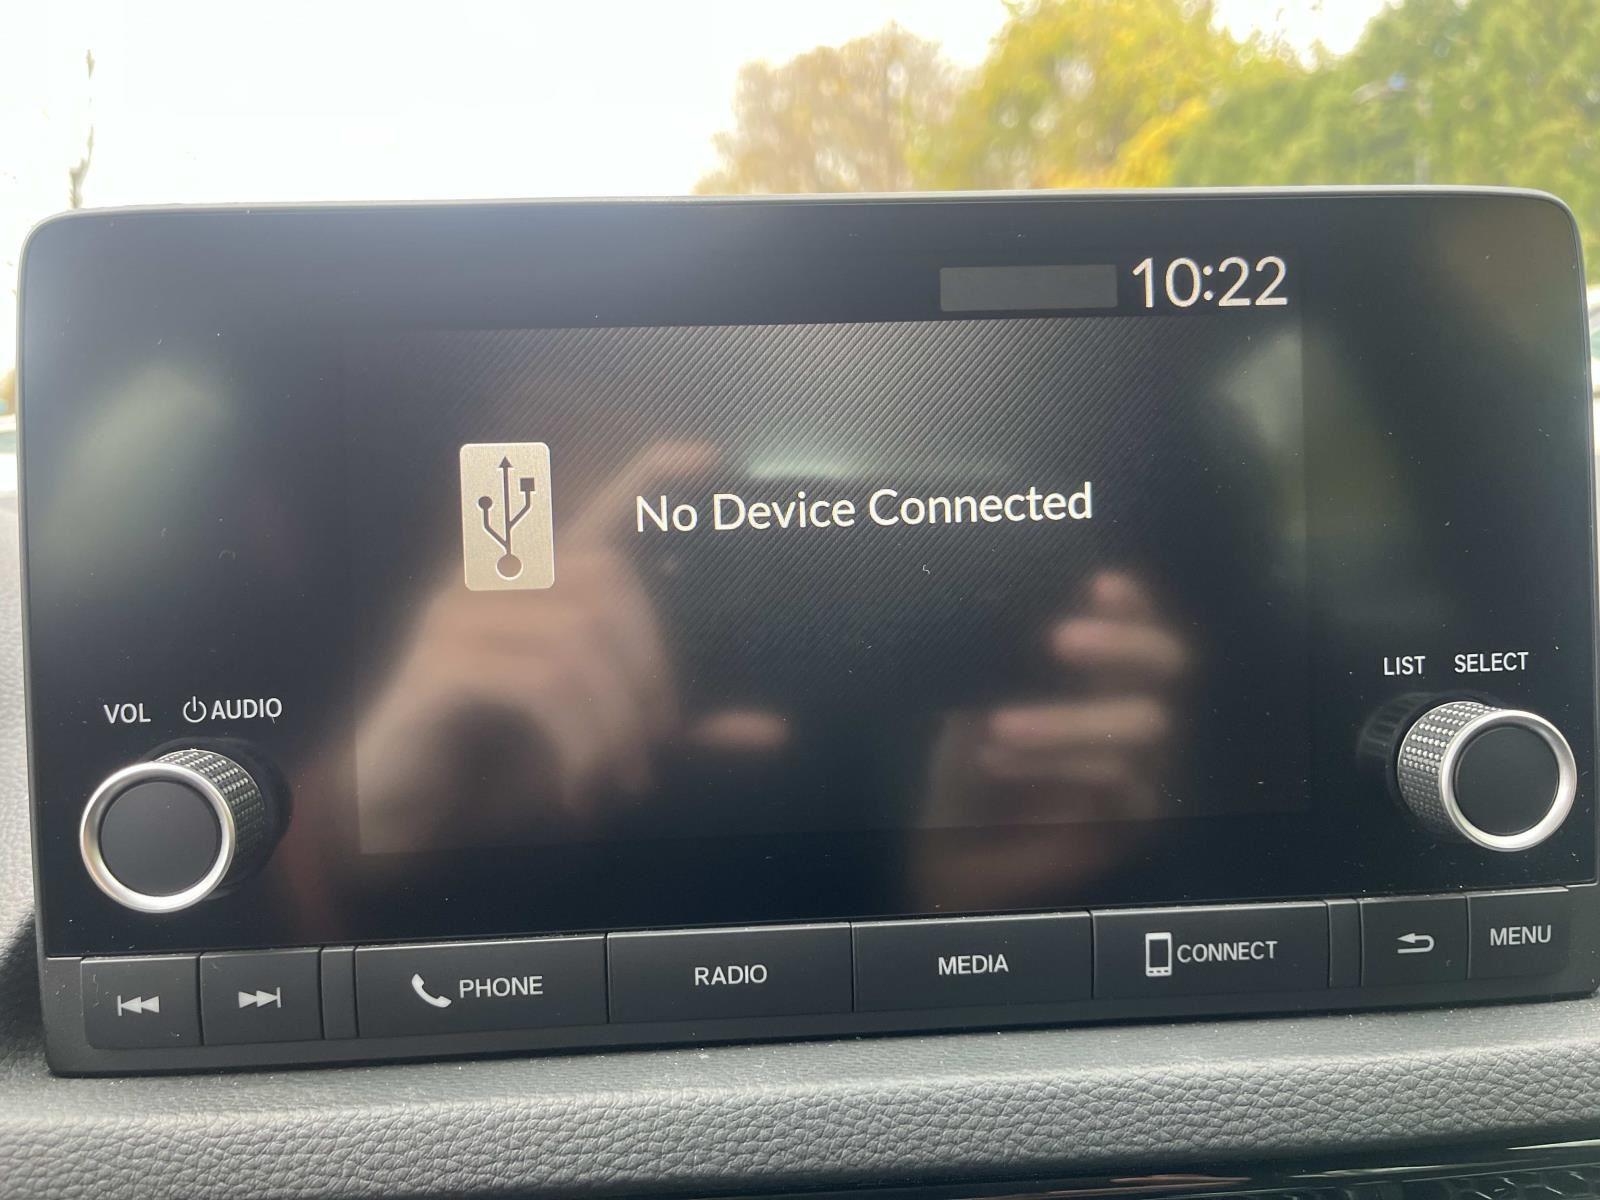 10:22
No Device Connected
VOL AUDIO
LIST SELECT
PHONE
RADIO
MEDIA
CONNECT
MENU